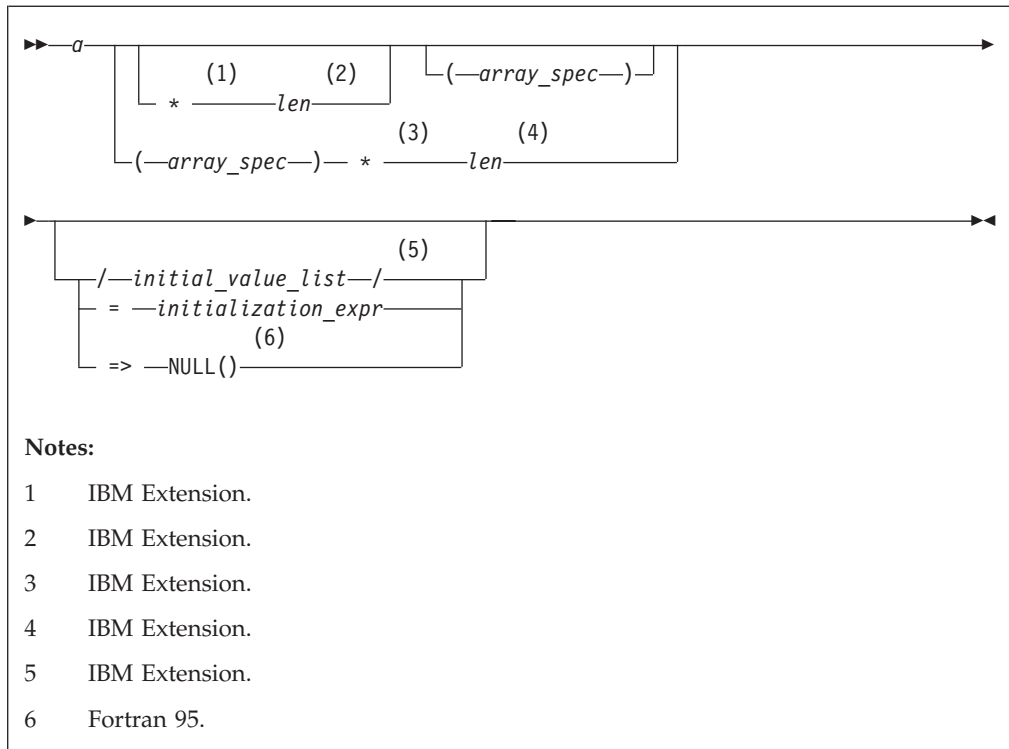 a
(1) (2) ( array_spec )
* len
(3) (4)
( array_spec ) * len
(5)
/ initial_value_list /
= initialization_expr
(6)
=> NULL()
Notes:
1 IBM Extension.
2 IBM Extension.
3 IBM Extension.
4 IBM Extension.
5 IBM Extension.
6 Fortran 95.